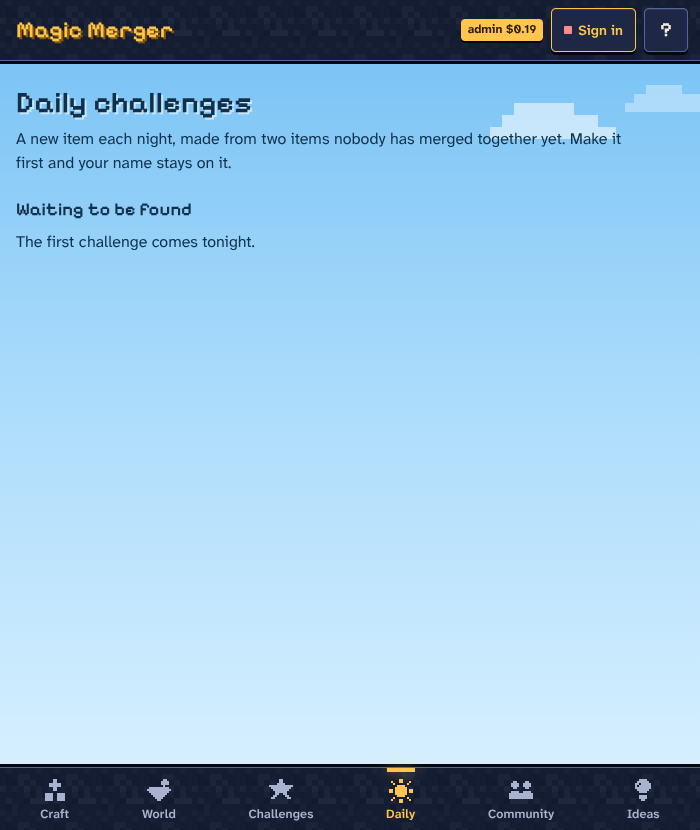 Magic Merger
admin $0.19
Sign in
?
Daily challenges
A new item each night, made from two items nobody has merged together yet. Make it
first and your name stays on it.
Waiting to be found
The first challenge comes tonight.
Craft
World
Challenges
Daily
Community
Ideas